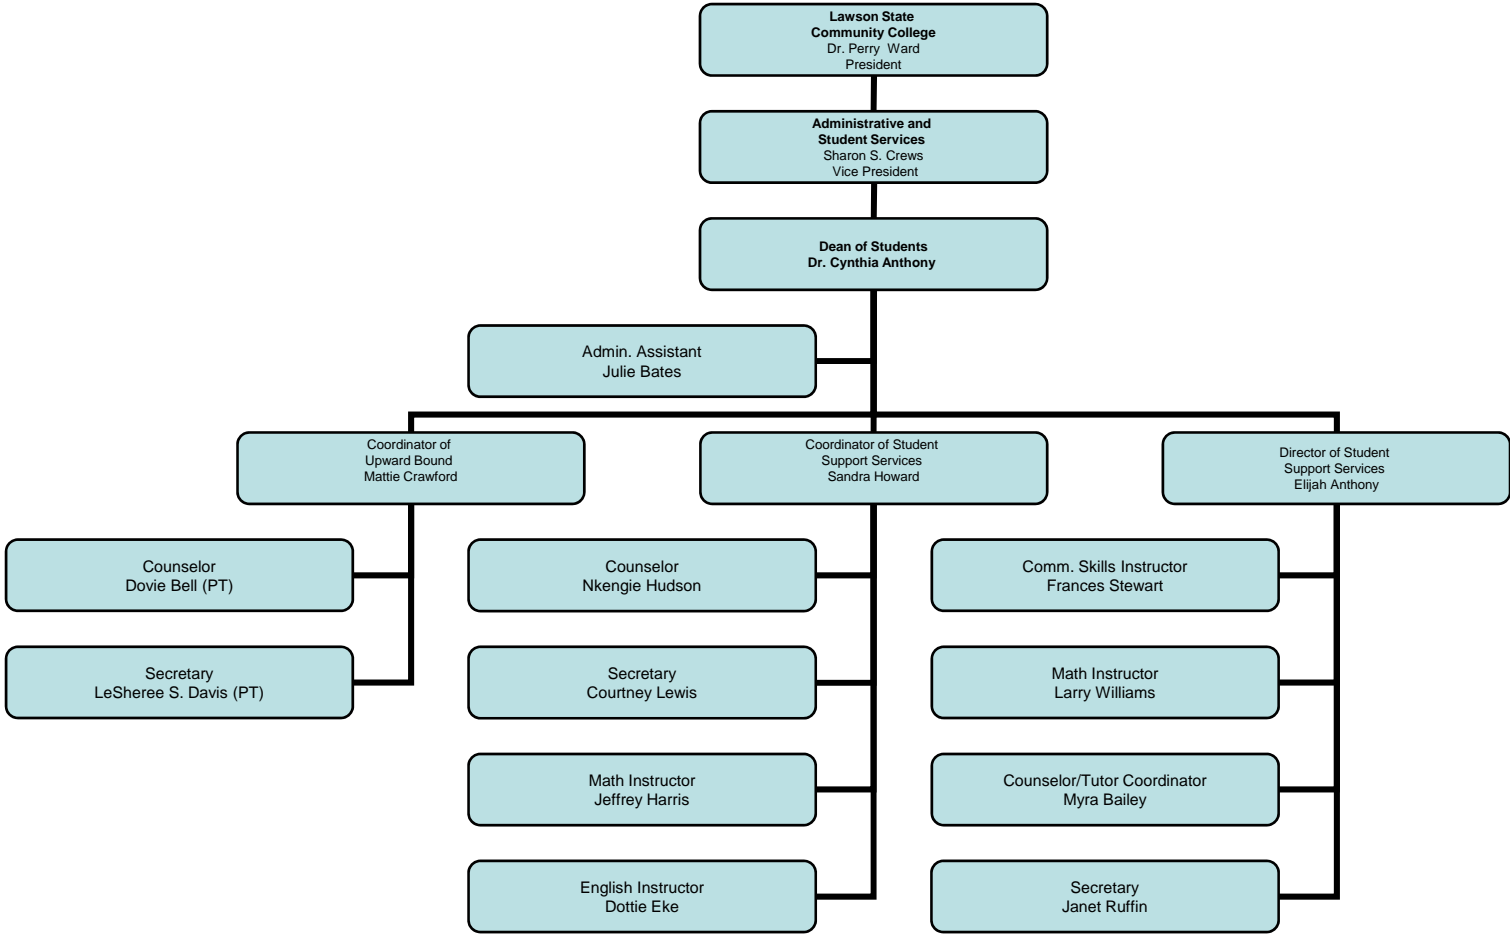 Lawson State
Community College
Dr. Perry Ward
President
Administrative and
Student Services
Sharon S. Crews
Vice President
Dean of Students
Dr. Cynthia Anthony
Admin. Assistant
Julie Bates
Coordinator of
Upward Bound
Mattie Crawford
Coordinator of Student
Support Services
Sandra Howard
Director of Student
Support Services
Elijah Anthony
Counselor
Dovie Bell (PT)
Secretary
LeSheree S. Davis (PT)
Counselor
Nkengie Hudson
Secretary
Courtney Lewis
Math Instructor
Jeffrey Harris
English Instructor
Dottie Eke
Comm. Skills Instructor
Frances Stewart
Math Instructor
Larry Williams
Counselor/Tutor Coordinator
Myra Bailey
Secretary
Janet Ruffin